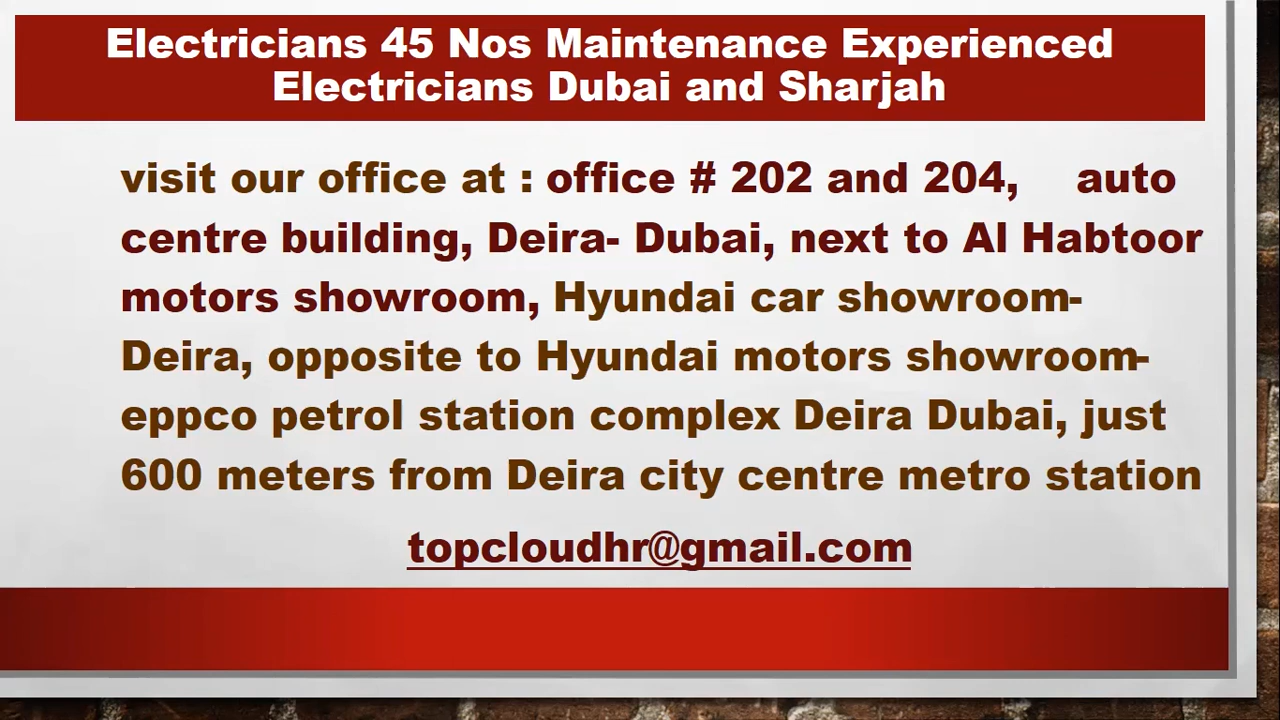 Electricians 45 Nos Maintenance Experienced
Electricians Dubai and Sharjah
visit our office at : office # 202 and 204, auto
centre building, Deira- Dubai, next to Al Habtoor
motors showroom, Hyundai car showroom-
Deira, opposite to Hyundai motors showroom-
eppco petrol station complex Deira Dubai, just
600 meters from Deira city centre metro station
topcloudhr@gmail.com